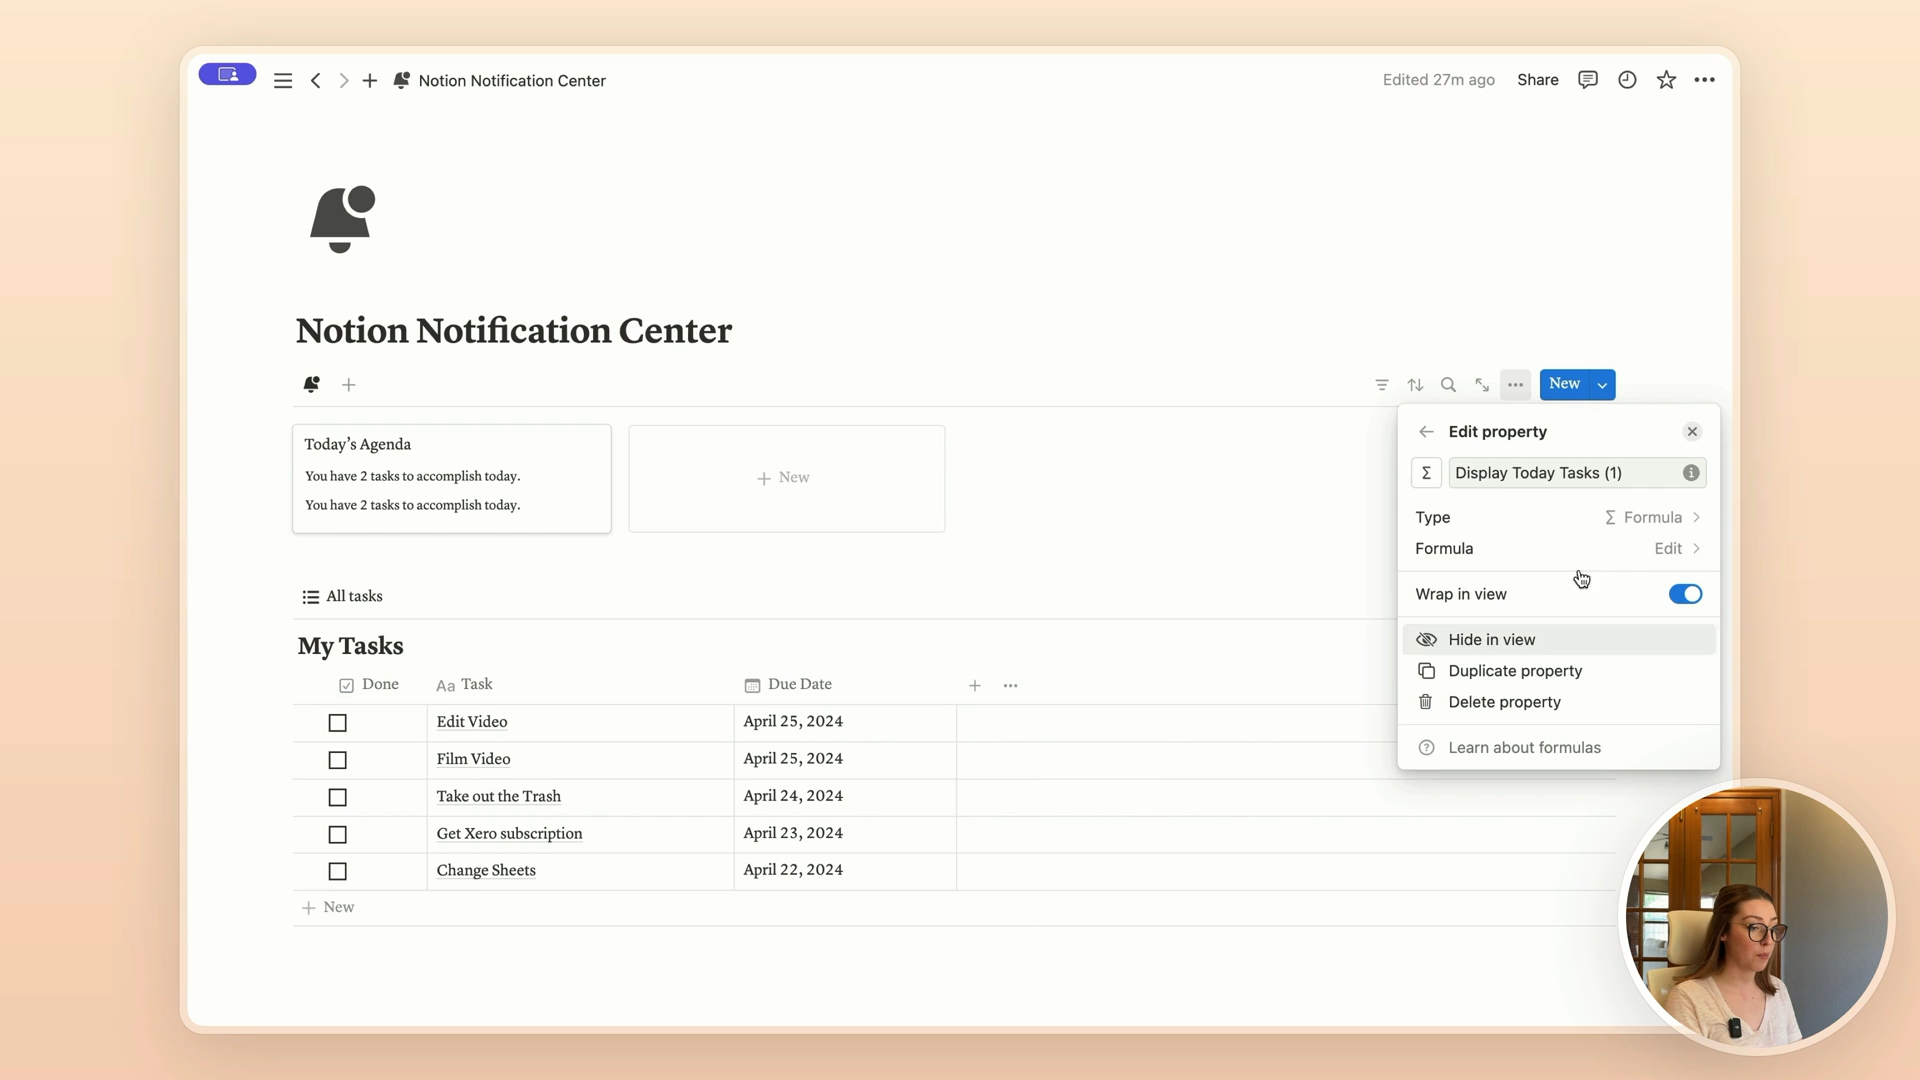 Notion Notification Center
Edited 27m ago
Share
Notion Notification Center
New
Today's Agenda
You have 2 tasks to accomplish today.
You have 2 tasks to accomplish today.
+ New
Edit property
Σ Display Today Tasks (1)
Type Σ Formula
Formula Edit
Wrap in view
Hide in view
Duplicate property
Delete property
Learn about formulas
All tasks
My Tasks
Done Aa Task Due Date
Edit Video April 25, 2024
Film Video April 25, 2024
Take out the Trash April 24, 2024
Get Xero subscription April 23, 2024
Change Sheets April 22, 2024
+ New